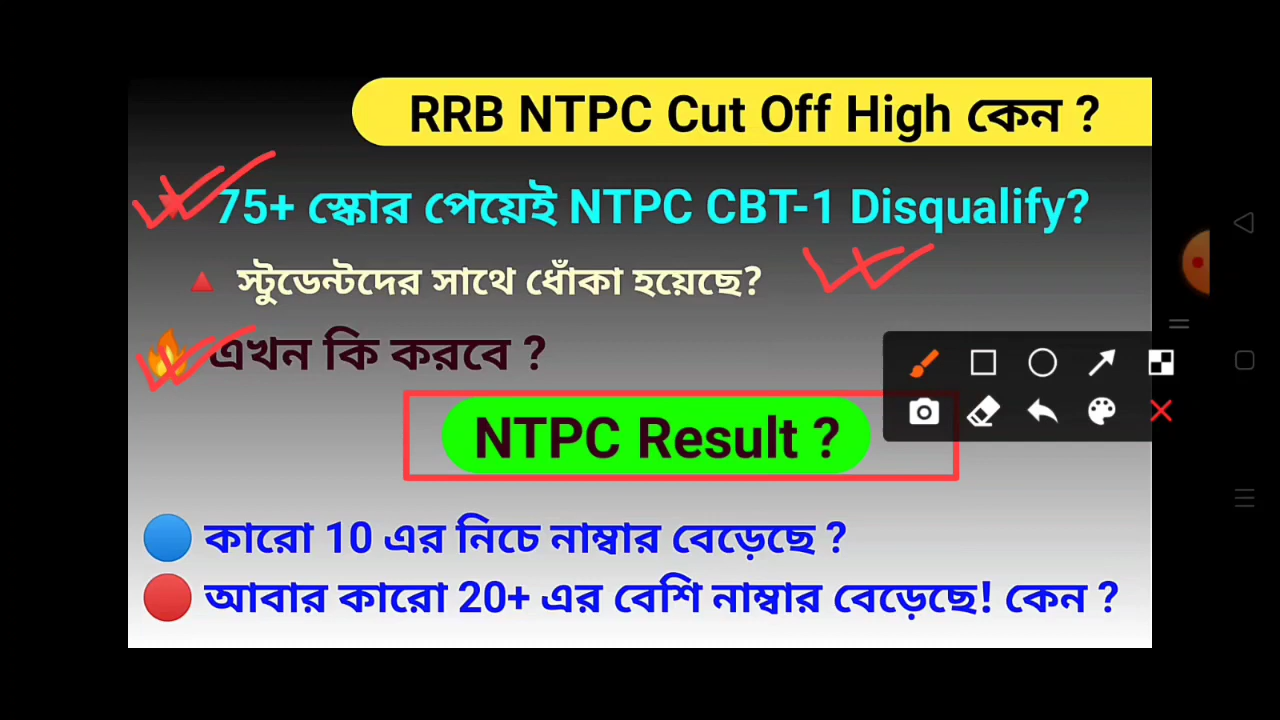 RRB NTPC Cut Off High কেন ?
75+ স্কোর পেয়েই NTPC CBT-1 Disqualify?
স্টুডেন্টদের সাথে ধোঁকা হয়েছে?
এখন কি করবে ?
NTPC Result ?
কারো 10 এর নিচে নাম্বার বেড়েছে ?
আবার কারো 20+ এর বেশি নাম্বার বেড়েছে! কেন ?